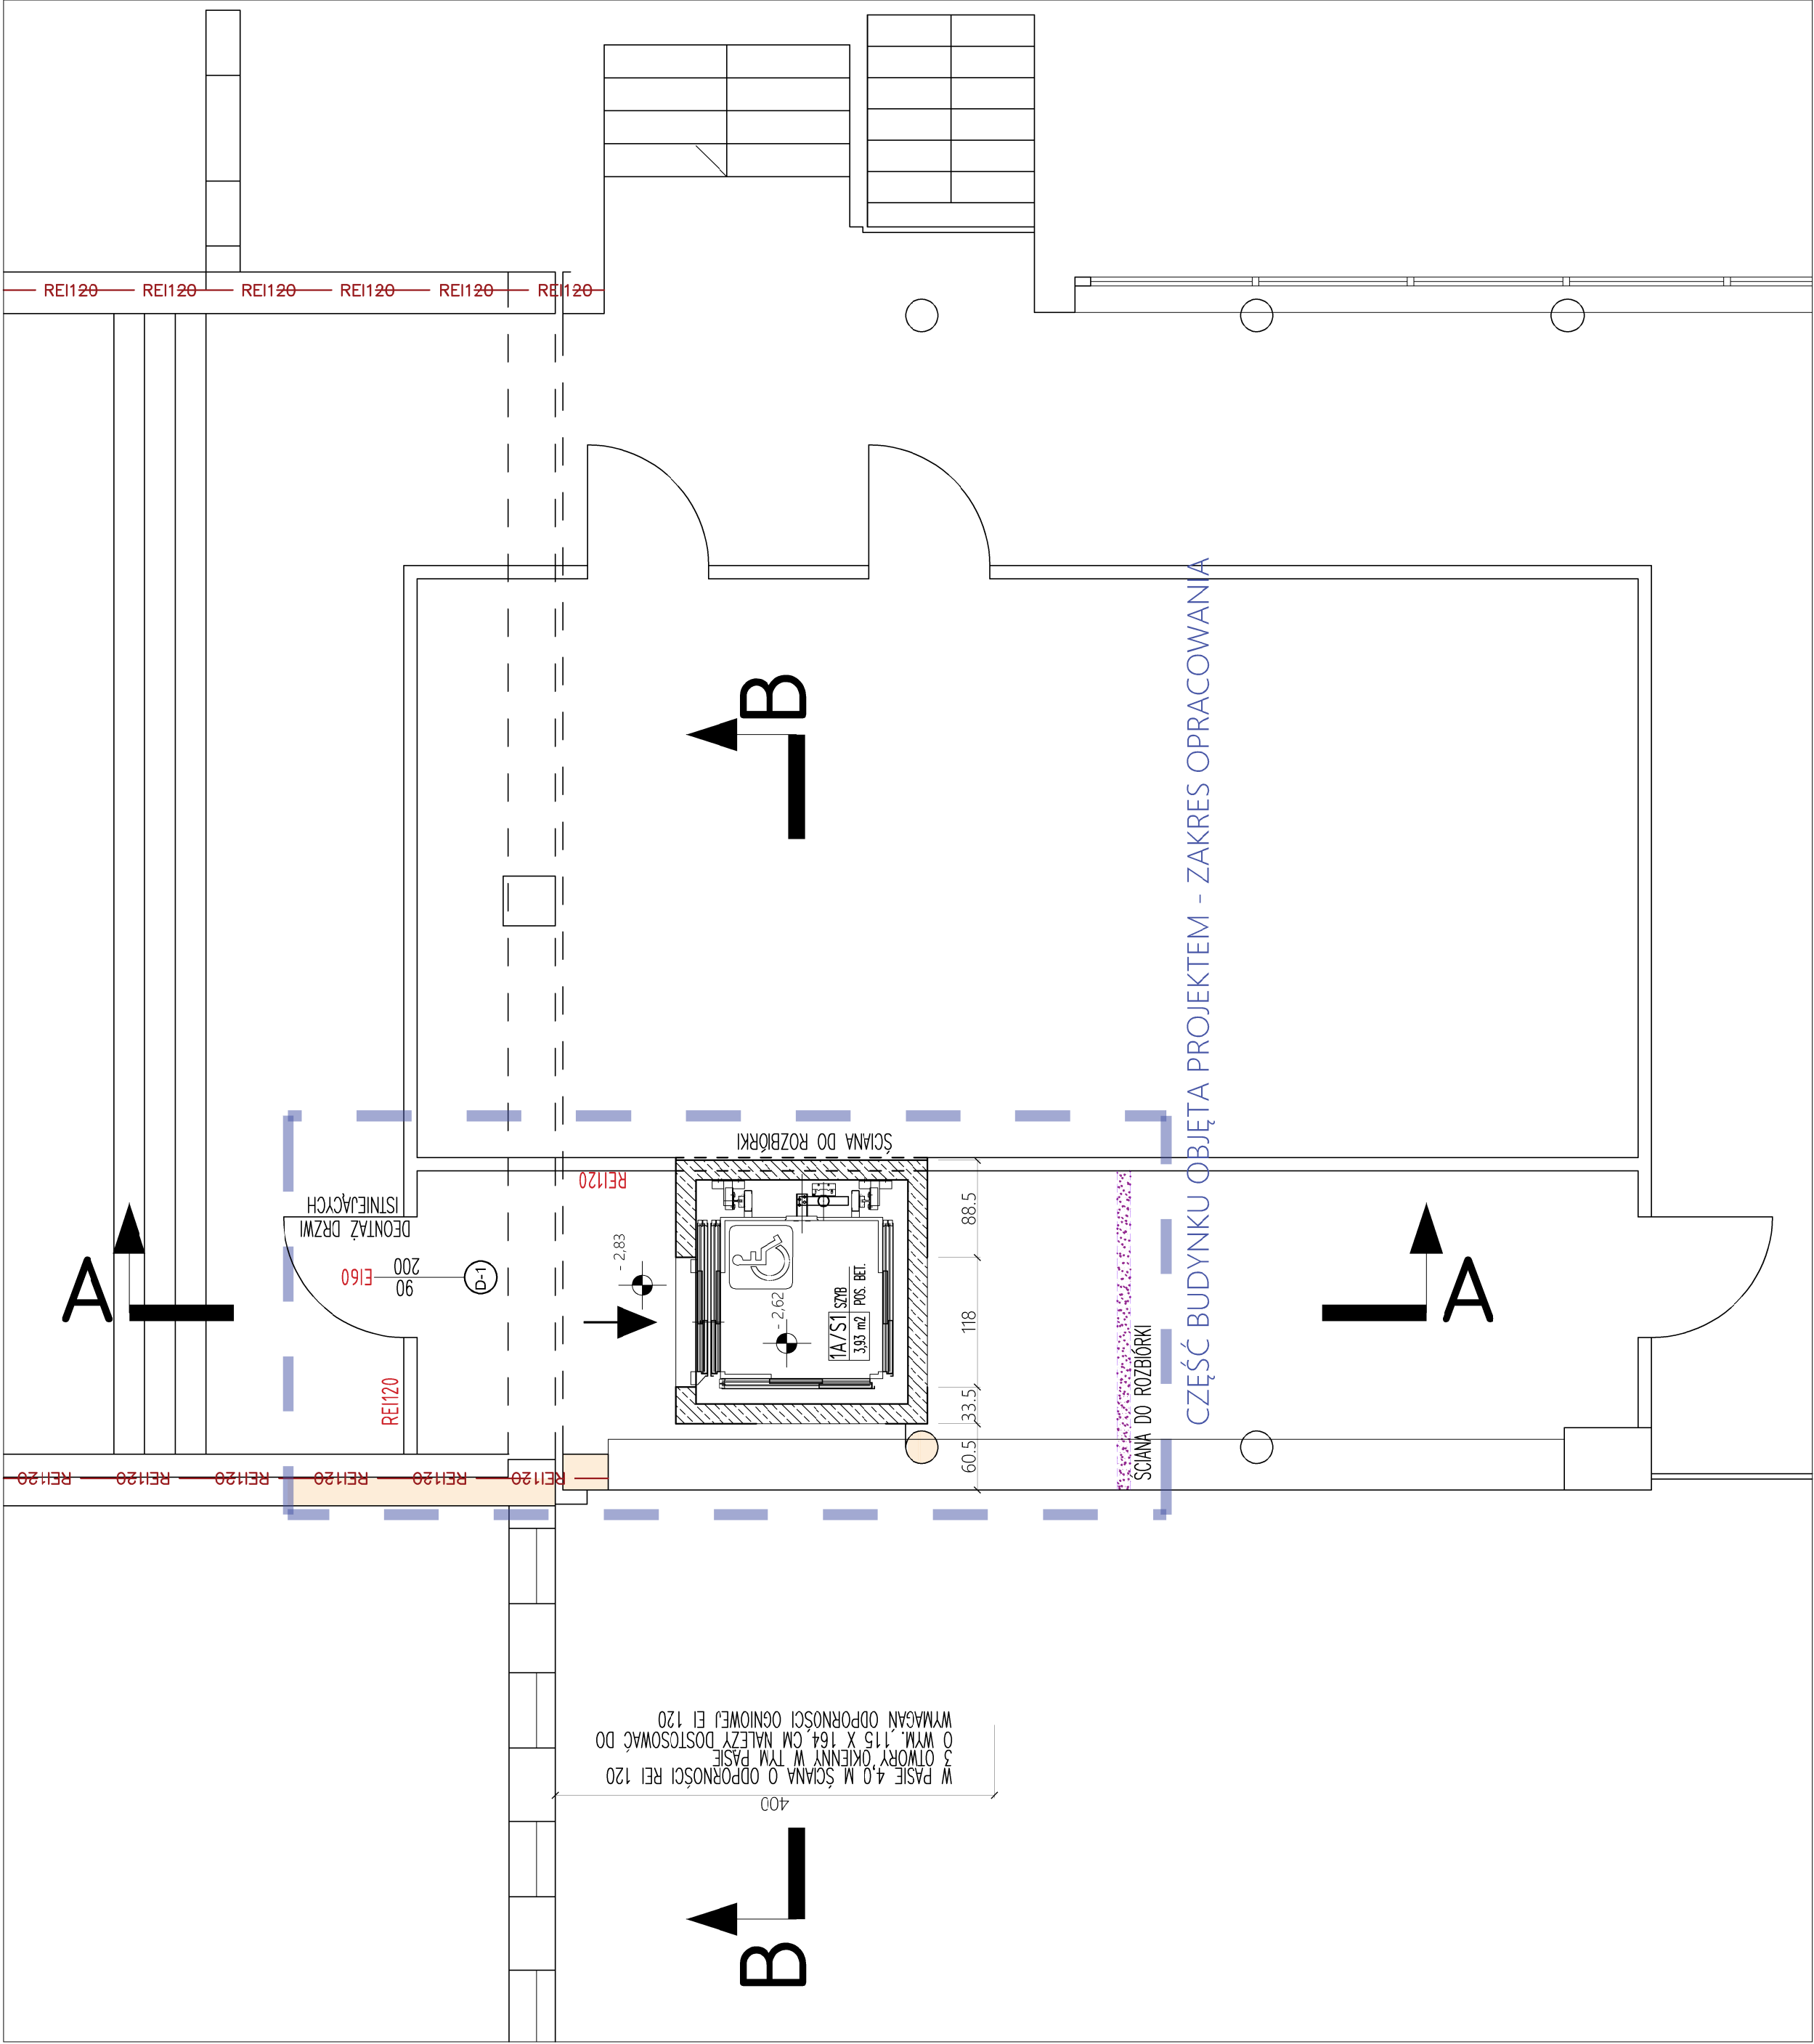 REI120 REI120 REI120 REI120 REI120 REI120
B
CZĘŚĆ BUDYNKU OBJĘTA PROJEKTEM - ZAKRES OPRACOWANIA
ŚCIANA DO ROZBIÓRKI
REI120
DEONTAŻ DRZWI
ISTNIEJĄCYCH
A
EI60
90
200
D-1
- 2,83
- 2,62
1A/S1 SZYB
3,93 m2 POS. BET.
88.5
118
33.5
60.5
A
REI120
ŚCIANA DO ROZBIÓRKI
REI120 REI120 REI120 REI120 REI120 REI120
W PASIE 4,0 M ŚCIANA O ODPORNOŚCI REI 120
3 OTWORY OKIENNY W TYM PASIE
O WYM. 115 X 164 CM NALEŻY DOSTOSOWAĆ DO
WYMAGAŃ ODPORNOŚCI OGNIOWEJ EI 120
400
B